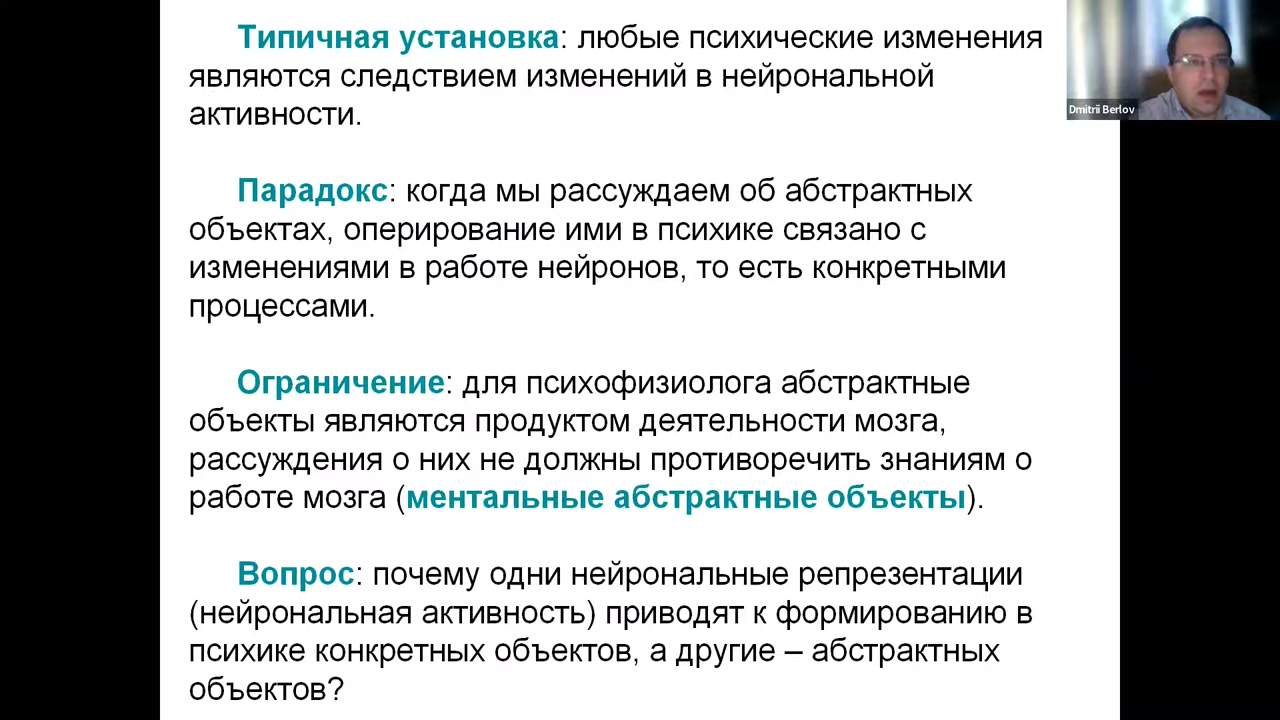 Типичная установка: любые психические изменения
являются следствием изменений в нейрональной
активности.
Парадокс: когда мы рассуждаем об абстрактных
объектах, оперирование ими в психике связано с
изменениями в работе нейронов, то есть конкретными
процессами.
Ограничение: для психофизиолога абстрактные
объекты являются продуктом деятельности мозга,
рассуждения о них не должны противоречить знаниям о
работе мозга (ментальные абстрактные объекты).
Вопрос: почему одни нейрональные репрезентации
(нейрональная активность) приводят к формированию в
психике конкретных объектов, а другие – абстрактных
объектов?
Dmitrii Berlov